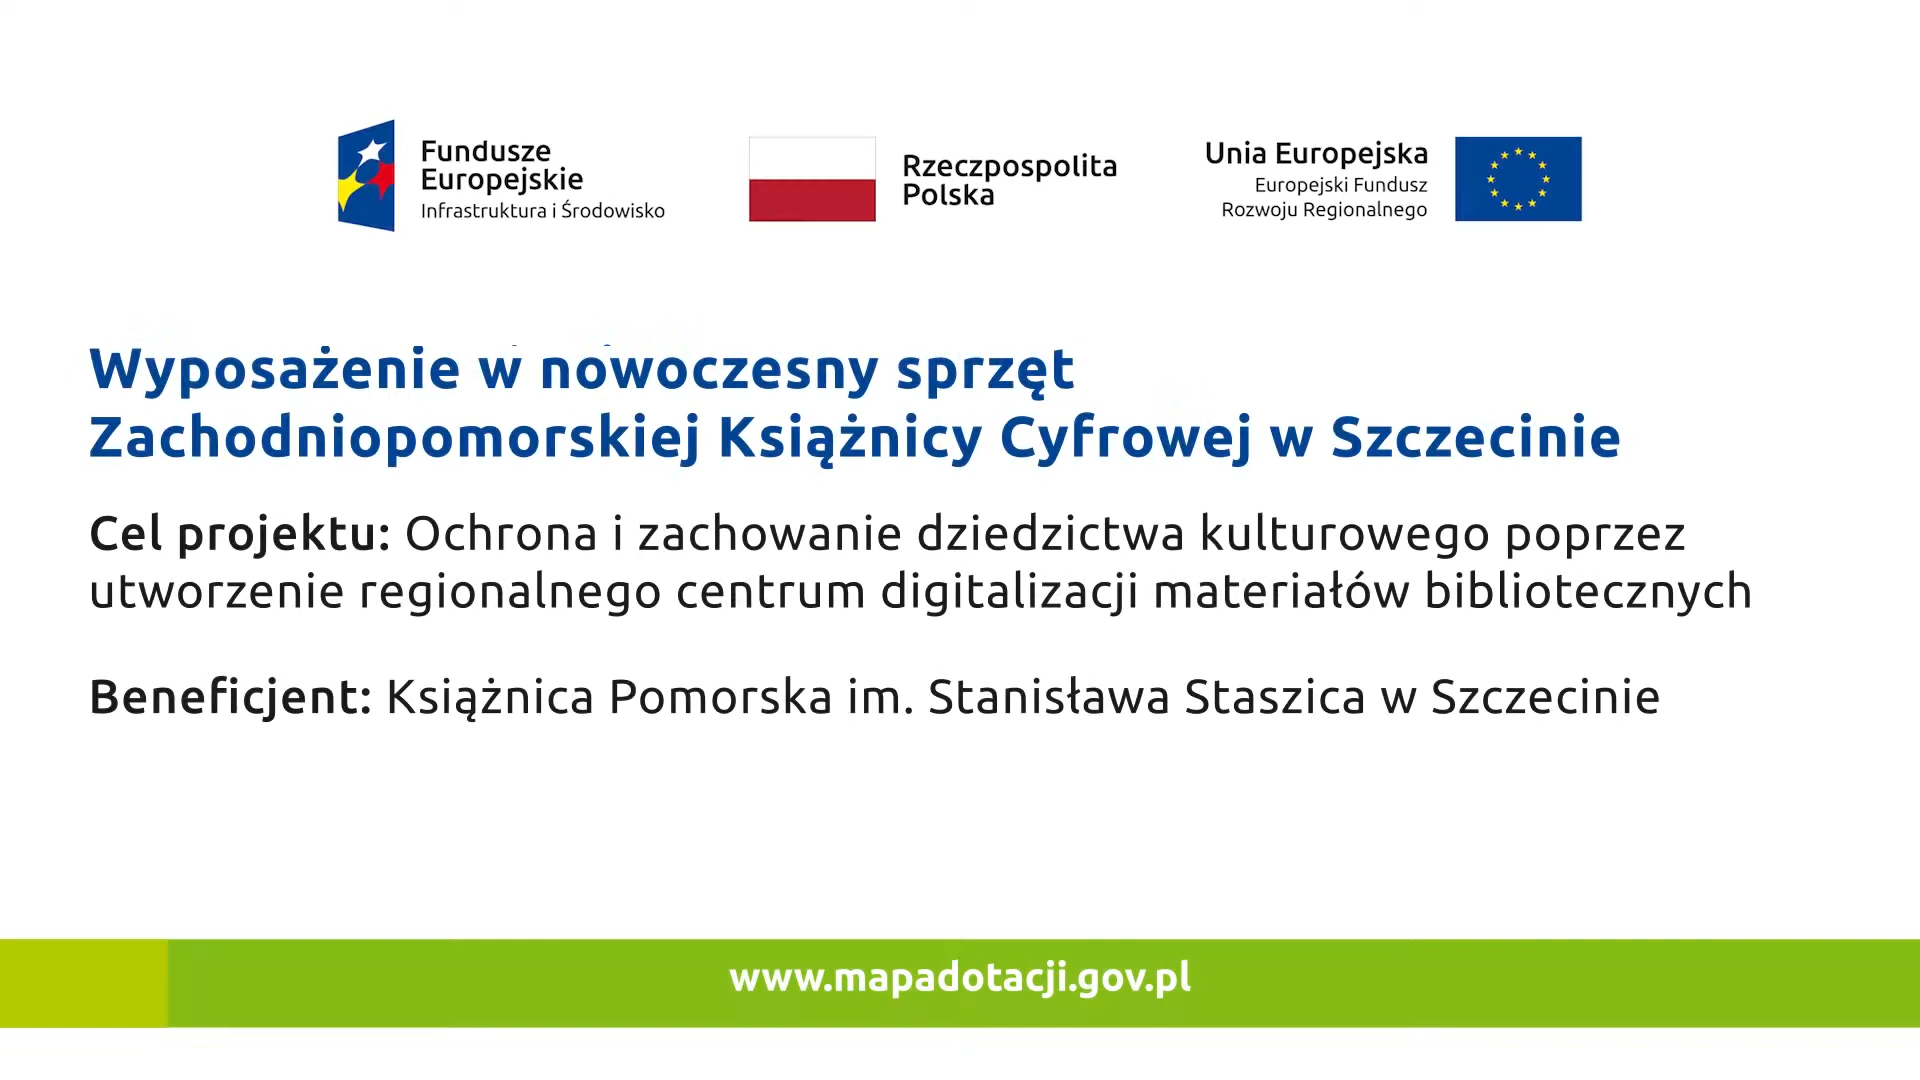 Fundusze
Europejskie
Infrastruktura i Środowisko
Rzeczpospolita
Polska
Unia Europejska
Europejski Fundusz
Rozwoju Regionalnego
Wyposażenie w nowoczesny sprzęt
Zachodniopomorskiej Książnicy Cyfrowej w Szczecinie
Cel projektu: Ochrona i zachowanie dziedzictwa kulturowego poprzez
utworzenie regionalnego centrum digitalizacji materiałów bibliotecznych
Beneficjent: Książnica Pomorska im. Stanisława Staszica w Szczecinie
www.mapadotacji.gov.pl